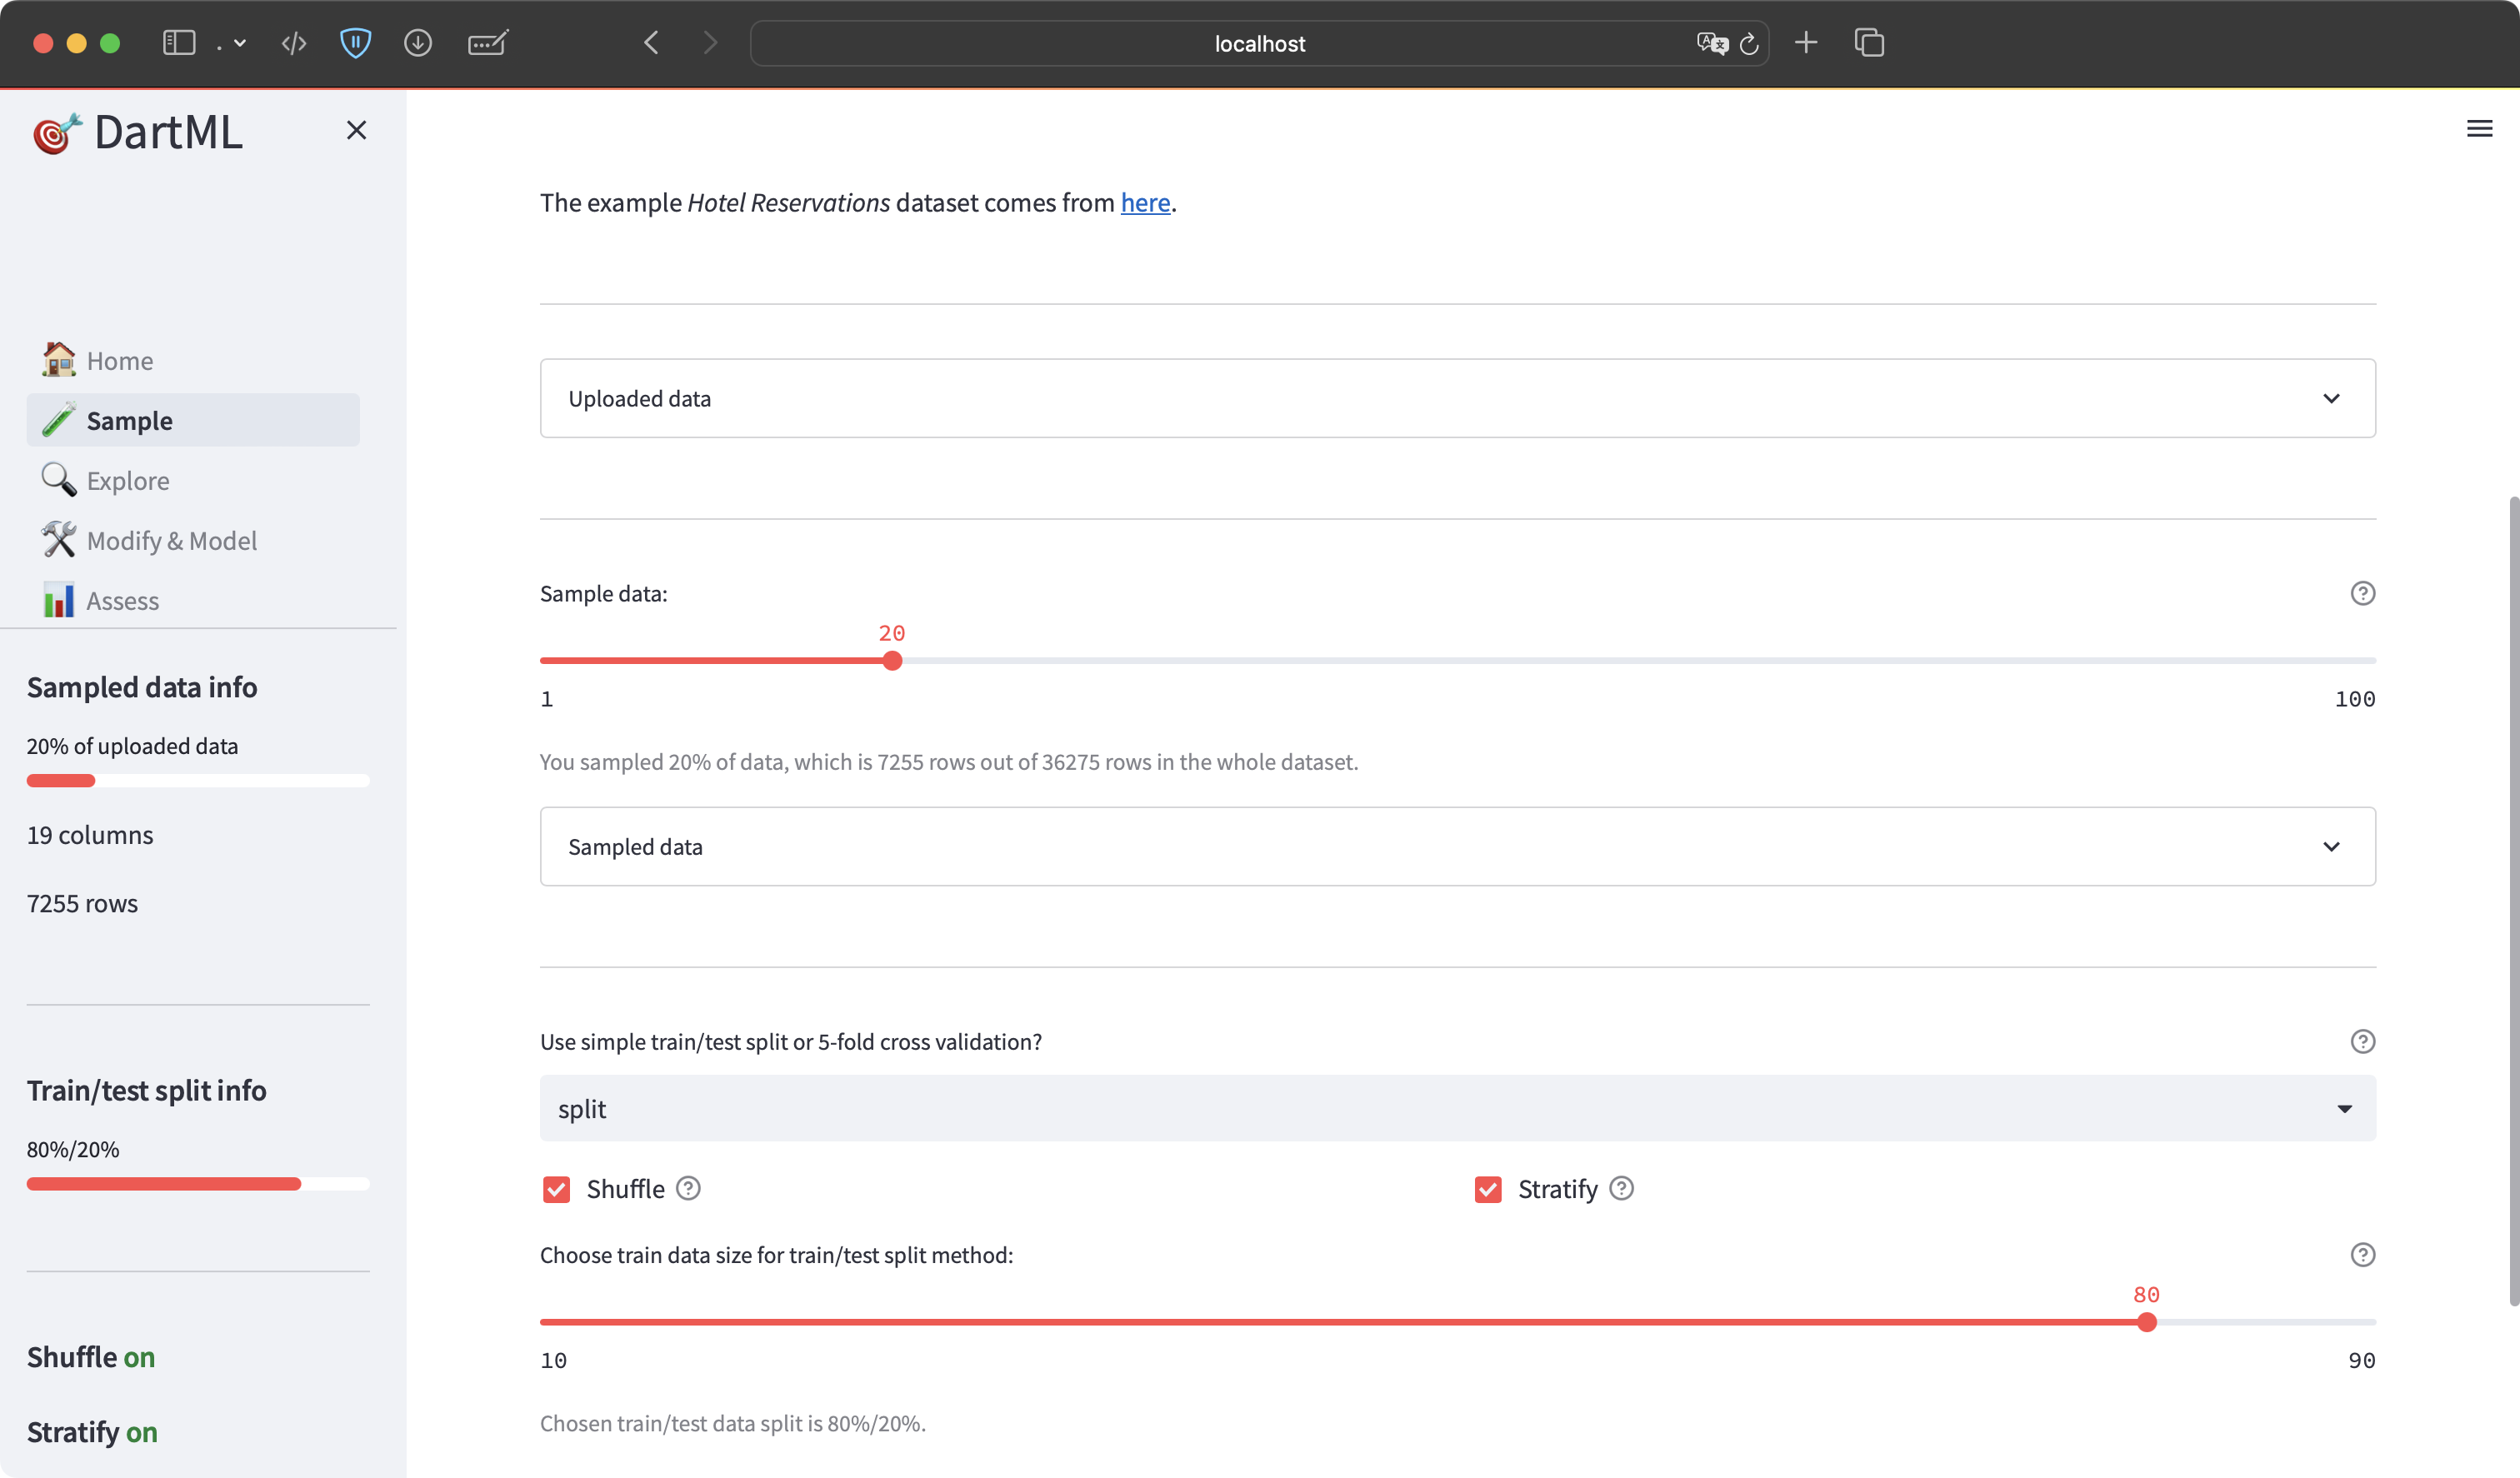 localhost
DartML
Home
Sample
Explore
Modify & Model
Assess
Sampled data info
20% of uploaded data
19 columns
7255 rows
Train/test split info
80%/20%
Shuffle on
Stratify on
The example Hotel Reservations dataset comes from here.
Uploaded data
Sample data:
20
1
100
You sampled 20% of data, which is 7255 rows out of 36275 rows in the whole dataset.
Sampled data
Use simple train/test split or 5-fold cross validation?
split
Shuffle
Stratify
Choose train data size for train/test split method:
80
10
90
Chosen train/test data split is 80%/20%.